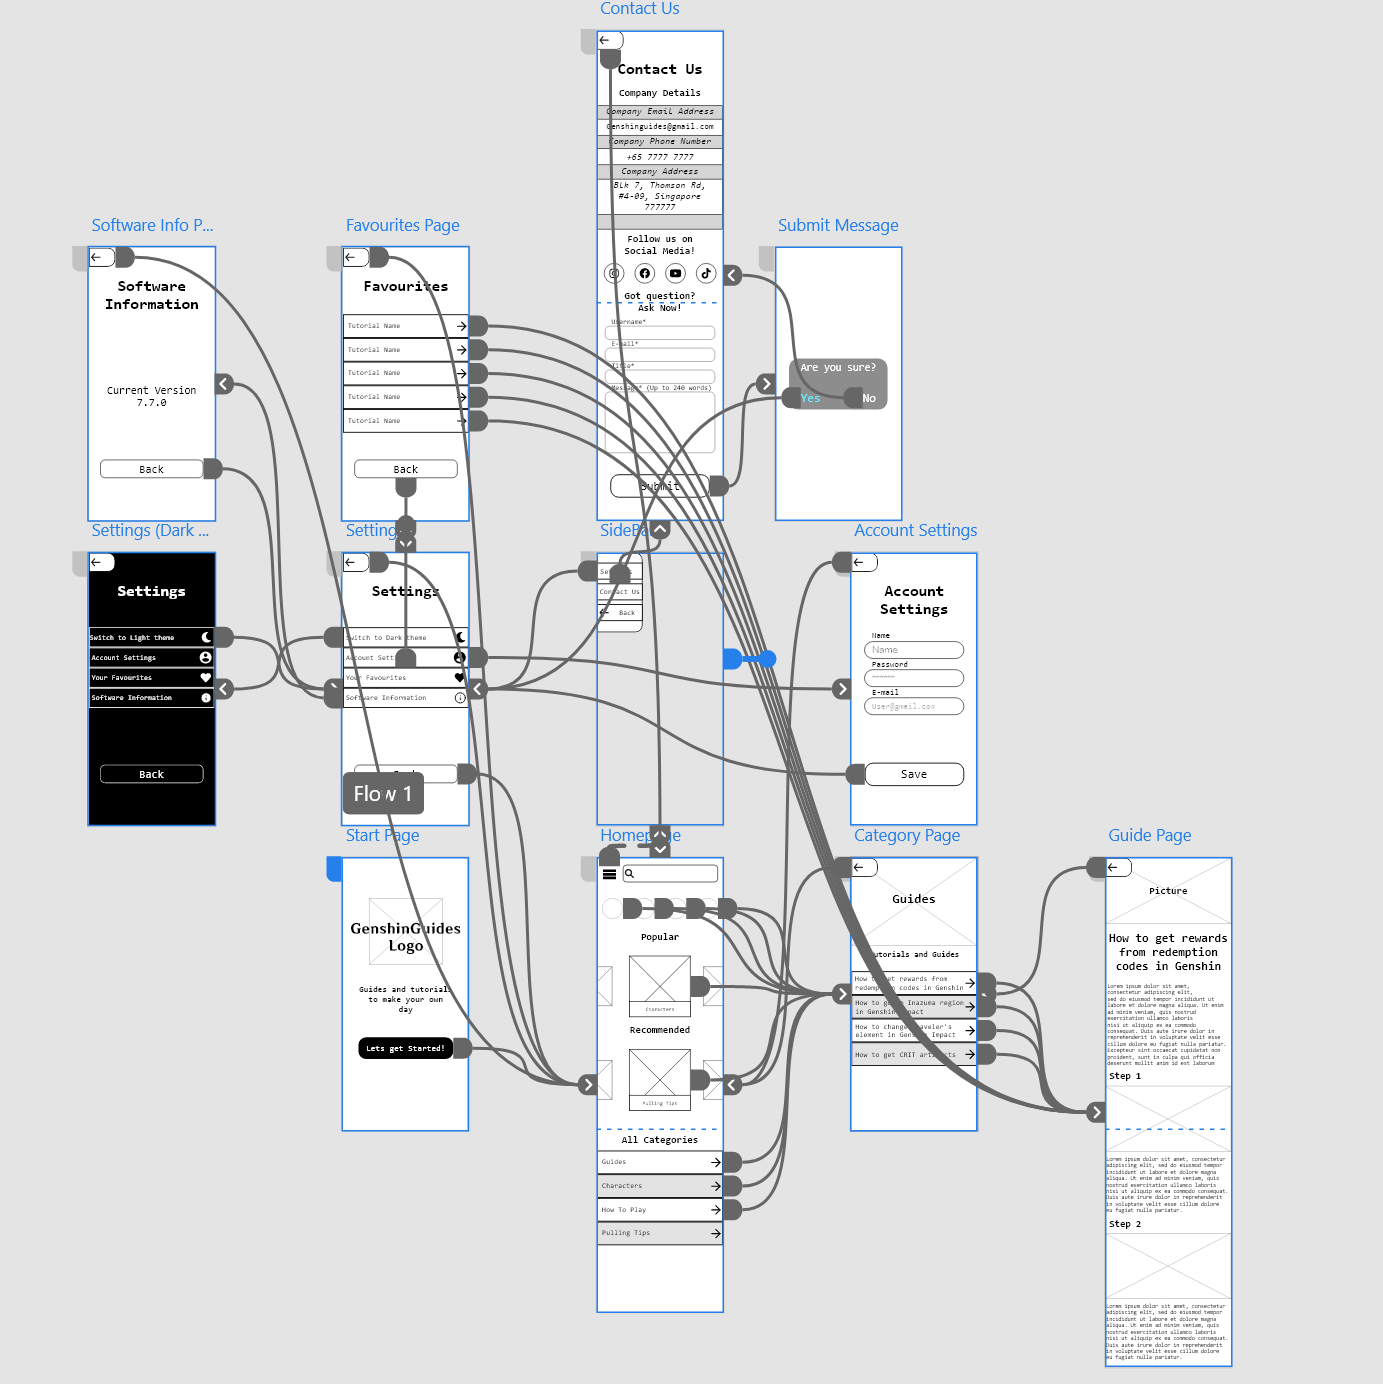 Contact Us
Contact Us
Company Details
Company Email Address
Genshinguides@gmail.com
Company Phone Number
+65 7777 7777
Company Address
Blk 7, Thomson Rd,
#4-09, Singapore
777777
Follow us on
Social Media!
Got question?
Ask Now!
Username*
E-mail*
Title*
Message* (Up to 240 words)
Submit
Software Info P...
Software
Information
Current Version
7.7.0
Back
Favourites Page
Favourites
Tutorial Name
Tutorial Name
Tutorial Name
Tutorial Name
Tutorial Name
Back
Submit Message
Are you sure?
Yes
No
Settings (Dark ...
Settings
Switch to Light theme
Account Settings
Your Favourites
Software Information
Back
Settings
Switch to Dark theme
Account Sett
Your Favourites
Software Information
Flow 1
SideBa
Contact Us
Back
Account Settings
Account
Settings
Name
Name
Password
******
E-mail
User@gmail.com
Save
Start Page
GenshinGuides
Logo
Guides and tutorials
to make your own
day
Lets get Started!
Homepage
Popular
Characters
Recommended
Pulling Tips
All Categories
Guides
Characters
How To Play
Pulling Tips
Category Page
Guides
Tutorials and Guides
How to get rewards from
redemption codes in Genshin
How to go to Inazuma region
in Genshin Impact
How to change Traveler's
element in Genshin Impact
How to get CRIT artifacts
Guide Page
Picture
How to get rewards
from redemption
codes in Genshin
Lorem ipsum dolor sit amet,
consectetur adipiscing elit,
sed do eiusmod tempor incididunt ut
labore et dolore magna aliqua. Ut enim
ad minim veniam, quis nostrud
exercitation ullamco laboris
nisi ut aliquip ex ea commodo
consequat. Duis aute irure dolor in
reprehenderit in voluptate velit esse
cillum dolore eu fugiat nulla pariatur.
Excepteur sint occaecat cupidatat non
proident, sunt in culpa qui officia
deserunt mollit anim id est laborum
Step 1
Lorem ipsum dolor sit amet, consectetur
adipiscing elit, sed do eiusmod tempor
incididunt ut labore et dolore magna
aliqua. Ut enim ad minim veniam, quis
nostrud exercitation ullamco laboris
nisi ut aliquip ex ea commodo consequat.
Duis aute irure dolor in reprehenderit
in voluptate velit esse cillum dolore
eu fugiat nulla pariatur.
Step 2
Lorem ipsum dolor sit amet, consectetur
adipiscing elit, sed do eiusmod tempor
incididunt ut labore et dolore magna
aliqua. Ut enim ad minim veniam, quis
nostrud exercitation ullamco laboris
nisi ut aliquip ex ea commodo consequat.
Duis aute irure dolor in reprehenderit
in voluptate velit esse cillum dolore
eu fugiat nulla pariatur.